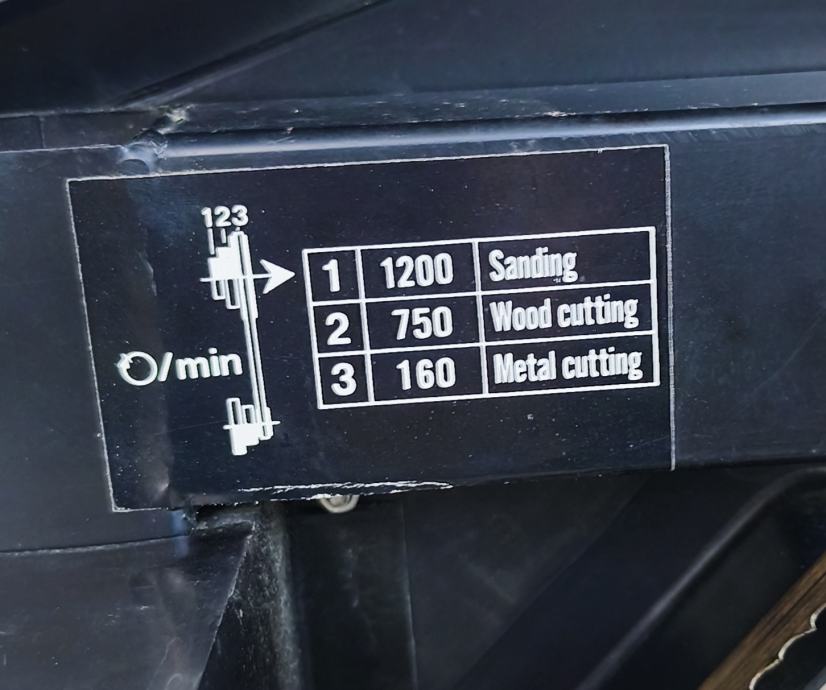 123
1 1200 Sanding
2 750 Wood cutting
/min
3 160 Metal cutting